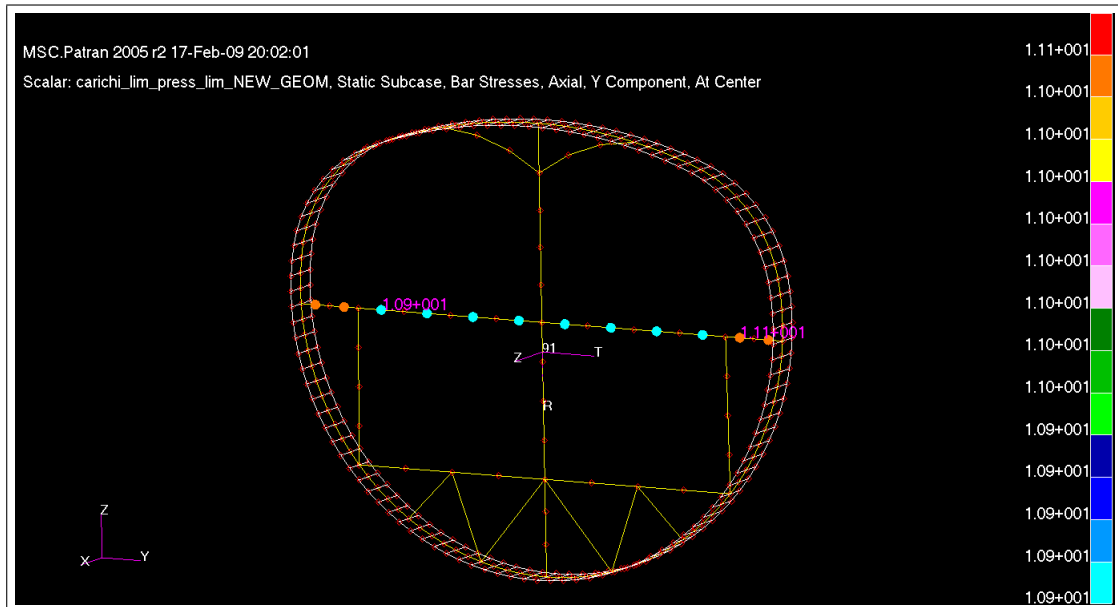 MSC.Patran 2005 r2 17-Feb-09 20:02:01
Scalar: carichi_lim_press_lim_NEW_GEOM, Static Subcase, Bar Stresses, Axial, Y Component, At Center
1.11+001
1.10+001
1.10+001
1.10+001
1.10+001
1.10+001
1.10+001
1.10+001
1.10+001
1.09+001
1.09+001
1.09+001
1.09+001
1.09+001
1.09+001
1.11+001
91
Z
T
R
Z
X
Y